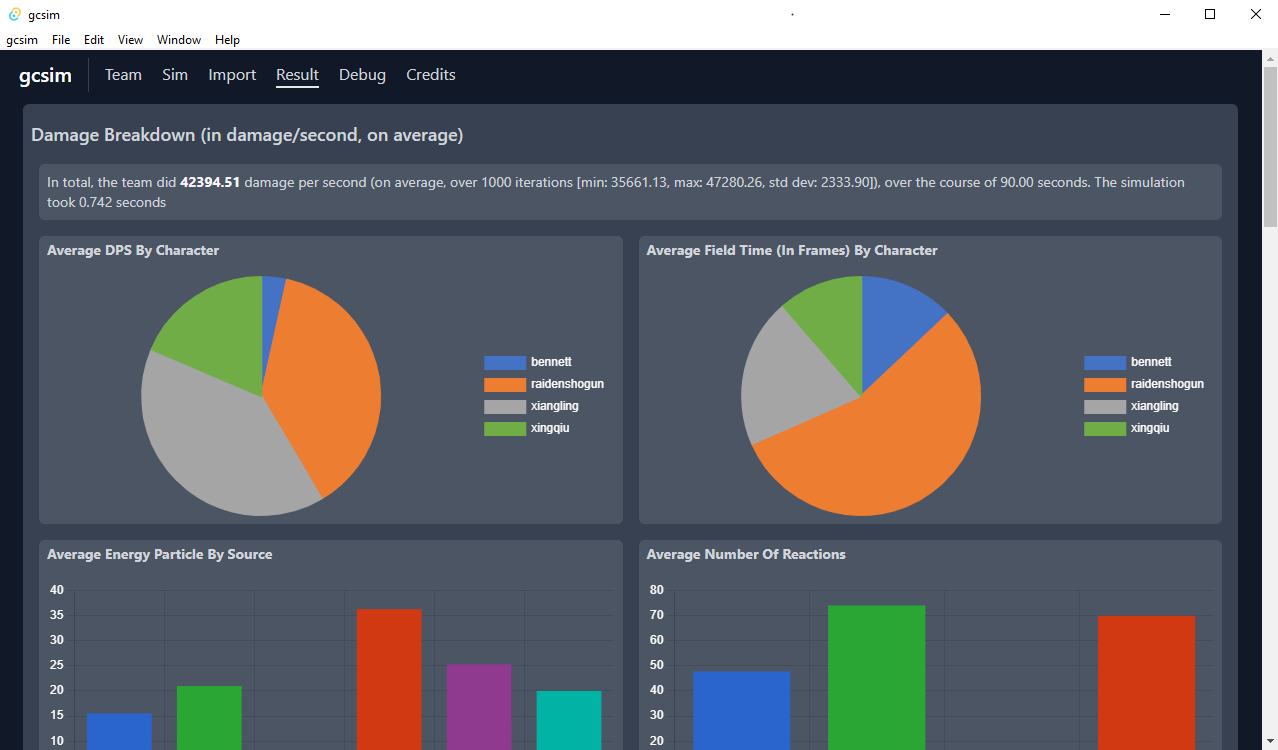 gcsim
gcsim File Edit View Window Help
gcsim Team Sim Import Result Debug Credits
Damage Breakdown (in damage/second, on average)
In total, the team did 42394.51 damage per second (on average, over 1000 iterations [min: 35661.13, max: 47280.26, std dev: 2333.90]), over the course of 90.00 seconds. The simulation
took 0.742 seconds
Average DPS By Character
bennett
raidenshogun
xiangling
xingqiu
Average Field Time (In Frames) By Character
bennett
raidenshogun
xiangling
xingqiu
Average Energy Particle By Source
40
35
30
25
20
15
10
Average Number Of Reactions
80
70
60
50
40
30
20